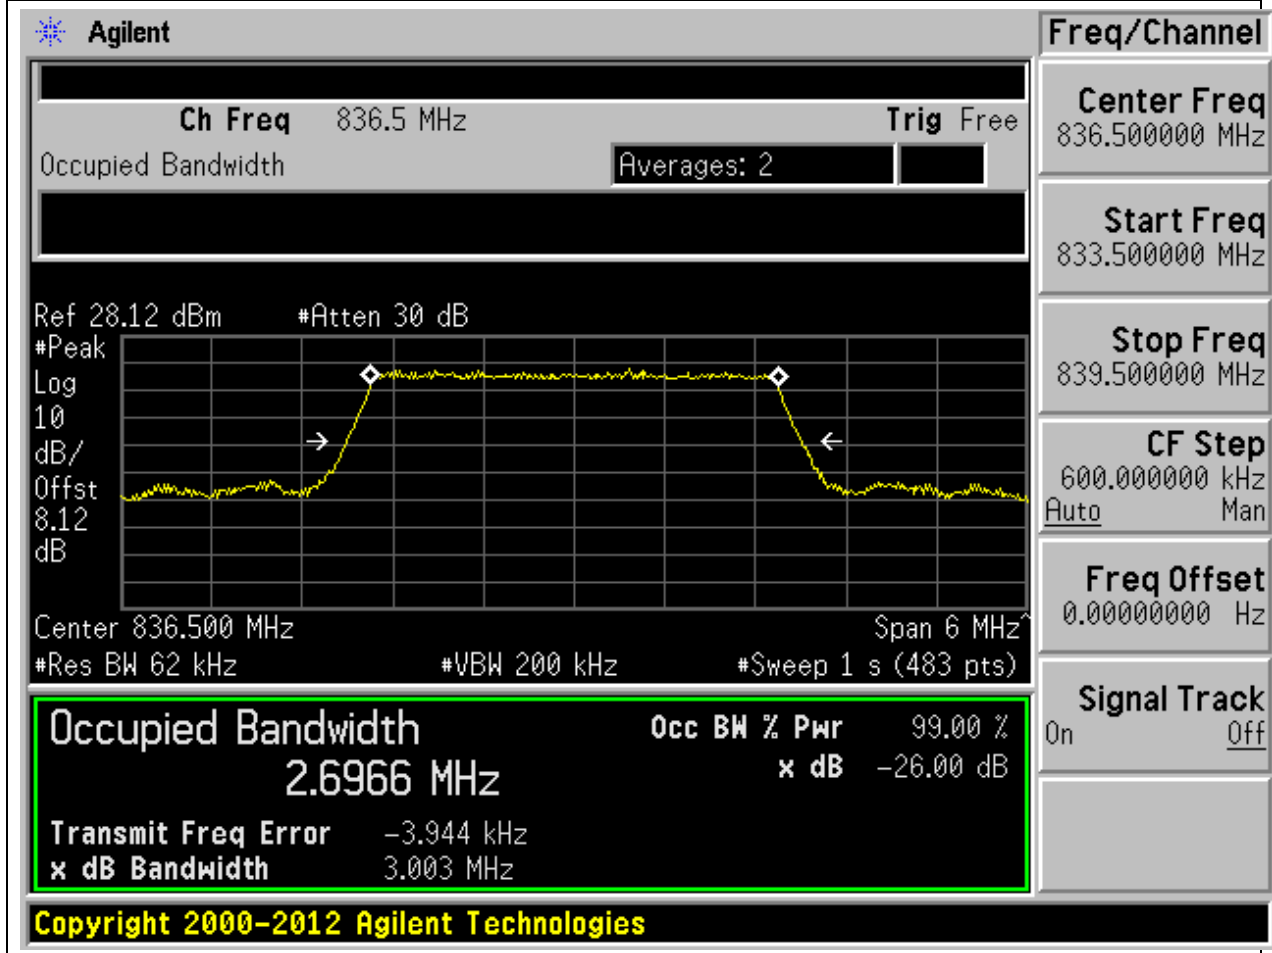 Agilent
Freq/Channel
Ch Freq 836.5 MHz Trig Free
Occupied Bandwidth Averages: 2
Ref 28.12 dBm #Atten 30 dB
#Peak
Log
10
dB/
Offst
8.12
dB
Center 836.500 MHz Span 6 MHz^
#Res BW 62 kHz #VBW 200 kHz #Sweep 1 s (483 pts)
Occupied Bandwidth
2.6966 MHz
Occ BW % Pwr 99.00 %
x dB -26.00 dB
Transmit Freq Error -3.944 kHz
x dB Bandwidth 3.003 MHz
Copyright 2000-2012 Agilent Technologies
Center Freq
836.500000 MHz
Start Freq
833.500000 MHz
Stop Freq
839.500000 MHz
CF Step
600.000000 kHz
Auto Man
Freq Offset
0.00000000 Hz
Signal Track
On Off